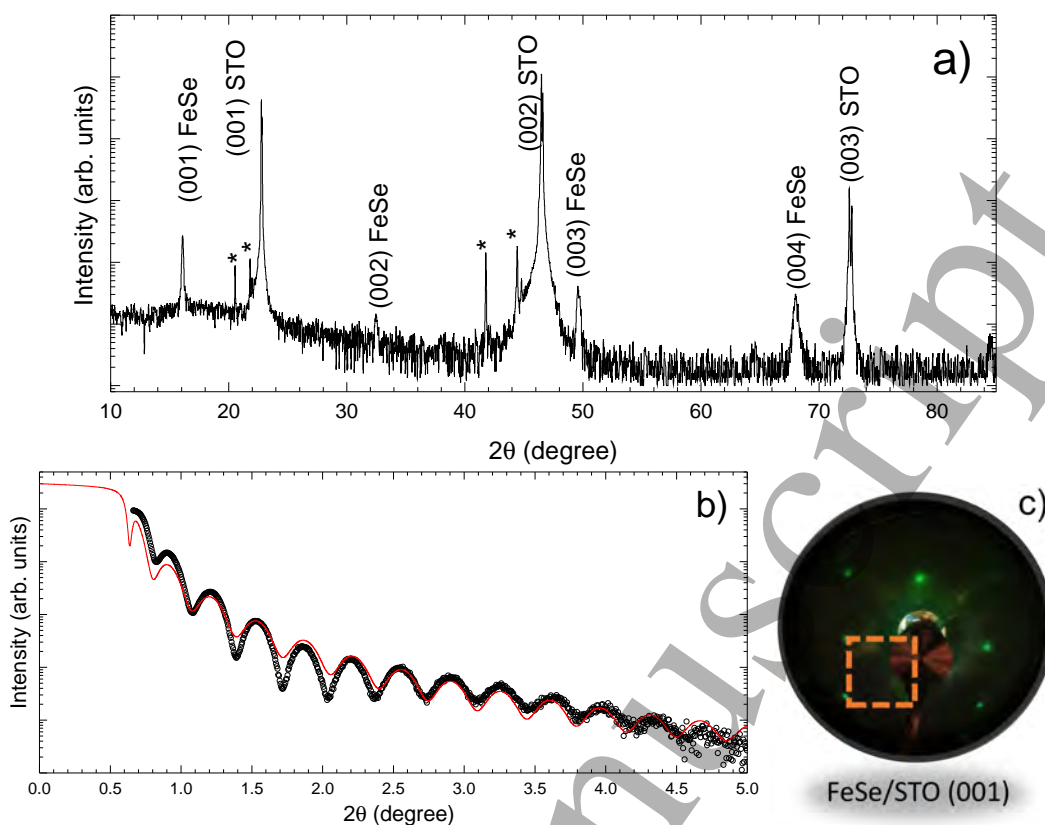 a)
Intensity (arb. units)
(001) FeSe
(001) STO
*
*
(002) FeSe
*
*
(002) STO
(003) FeSe
(004) FeSe
(003) STO
10 20 30 40 50 60 70 80
2θ (degree)
b)
Intensity (arb. units)
0.0 0.5 1.0 1.5 2.0 2.5 3.0 3.5 4.0 4.5 5.0
2θ (degree)
c)
FeSe/STO (001)
nuscript